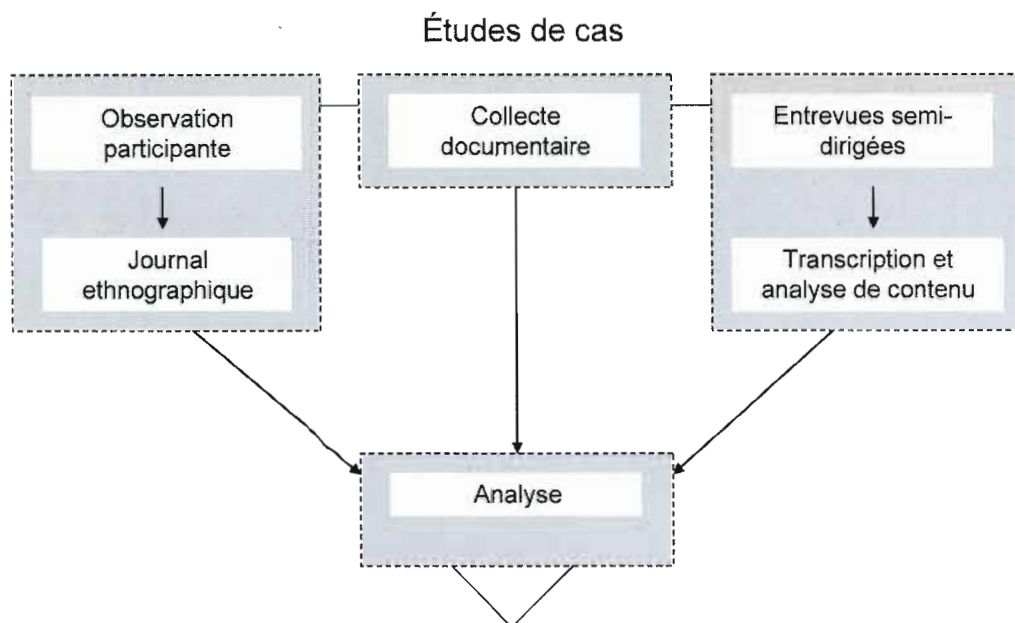 Études de cas
Observation
participante
Journal
ethnographique
Collecte
documentaire
Entrevues semi-
dirigées
Transcription et
analyse de contenu
Analyse